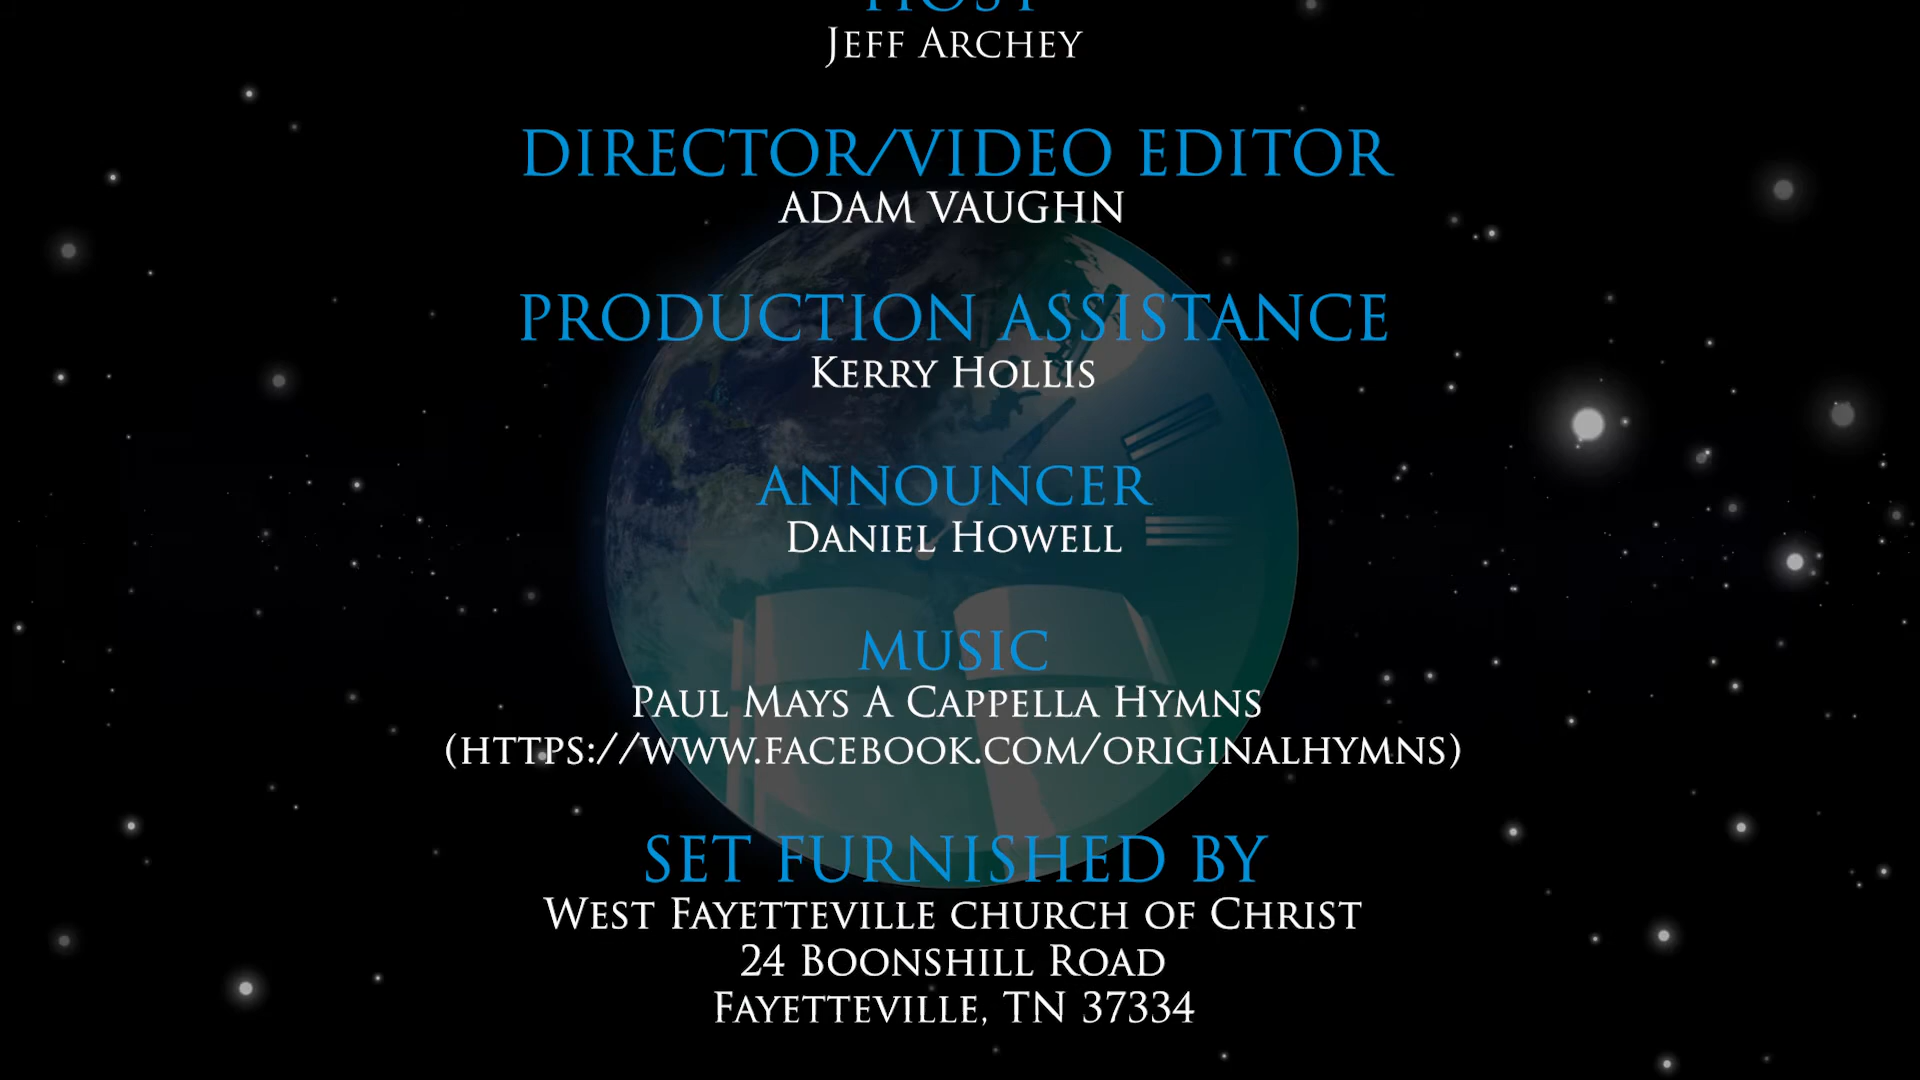 HOST
JEFF ARCHEY
DIRECTOR/VIDEO EDITOR
ADAM VAUGHN
PRODUCTION ASSISTANCE
KERRY HOLLIS
ANNOUNCER
DANIEL HOWELL
MUSIC
PAUL MAYS A CAPPELLA HYMNS
(HTTPS://WWW.FACEBOOK.COM/ORIGINALHYMNS)
SET FURNISHED BY
WEST FAYETTEVILLE CHURCH OF CHRIST
24 BOONSHILL ROAD
FAYETTEVILLE, TN 37334